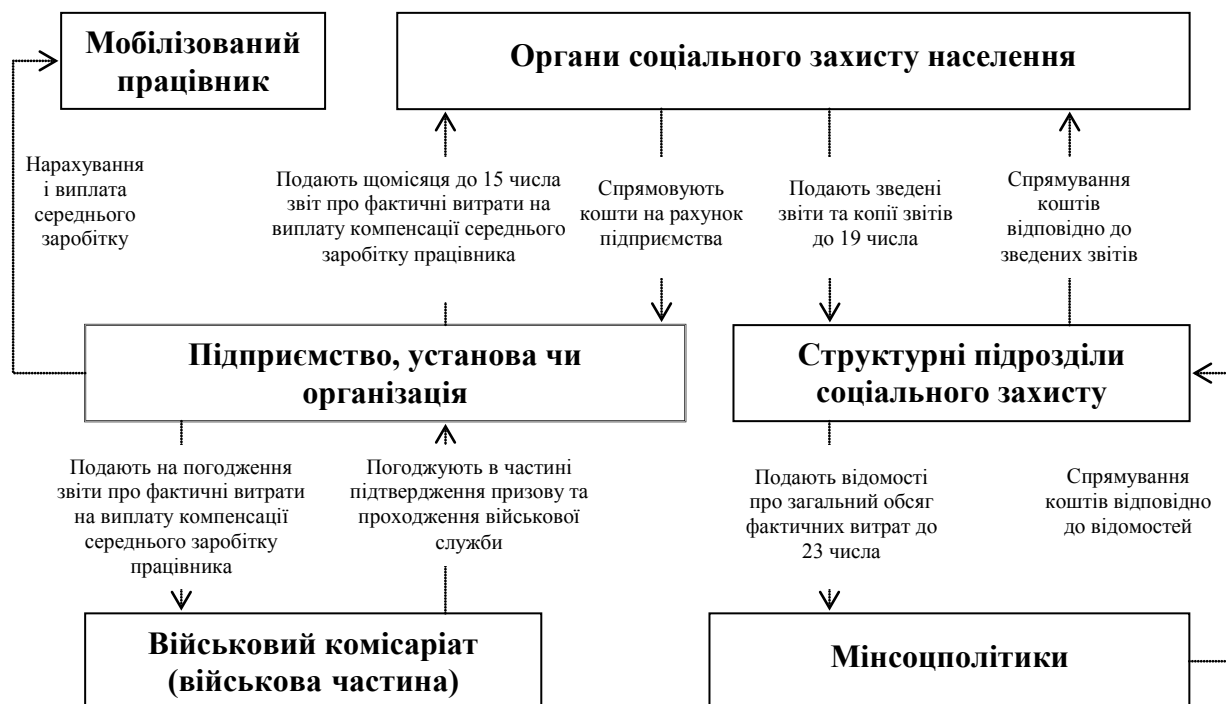 Мобілізований
працівник
Органи соціального захисту населення
Нарахування
і виплата
середнього
заробітку
Подають щомісяця до 15 числа
звіт про фактичні витрати на
виплату компенсації середнього
заробітку працівника
Спрямовують
кошти на рахунок
підприємства
Подають зведені
звіти та копії звітів
до 19 числа
Спрямування
коштів
відповідно до
зведених звітів
Підприємство, установа чи
організація
Структурні підрозділи
соціального захисту
Подають на погодження
звіти про фактичні витрати
на виплату компенсації
середнього заробітку
працівника
Погоджують в частині
підтвердження призову та
проходження військової
служби
Подають відомості
про загальний обсяг
фактичних витрат до
23 числа
Спрямування
коштів відповідно
до відомостей
Військовий комісаріат
(військова частина)
Мінсоцполітики